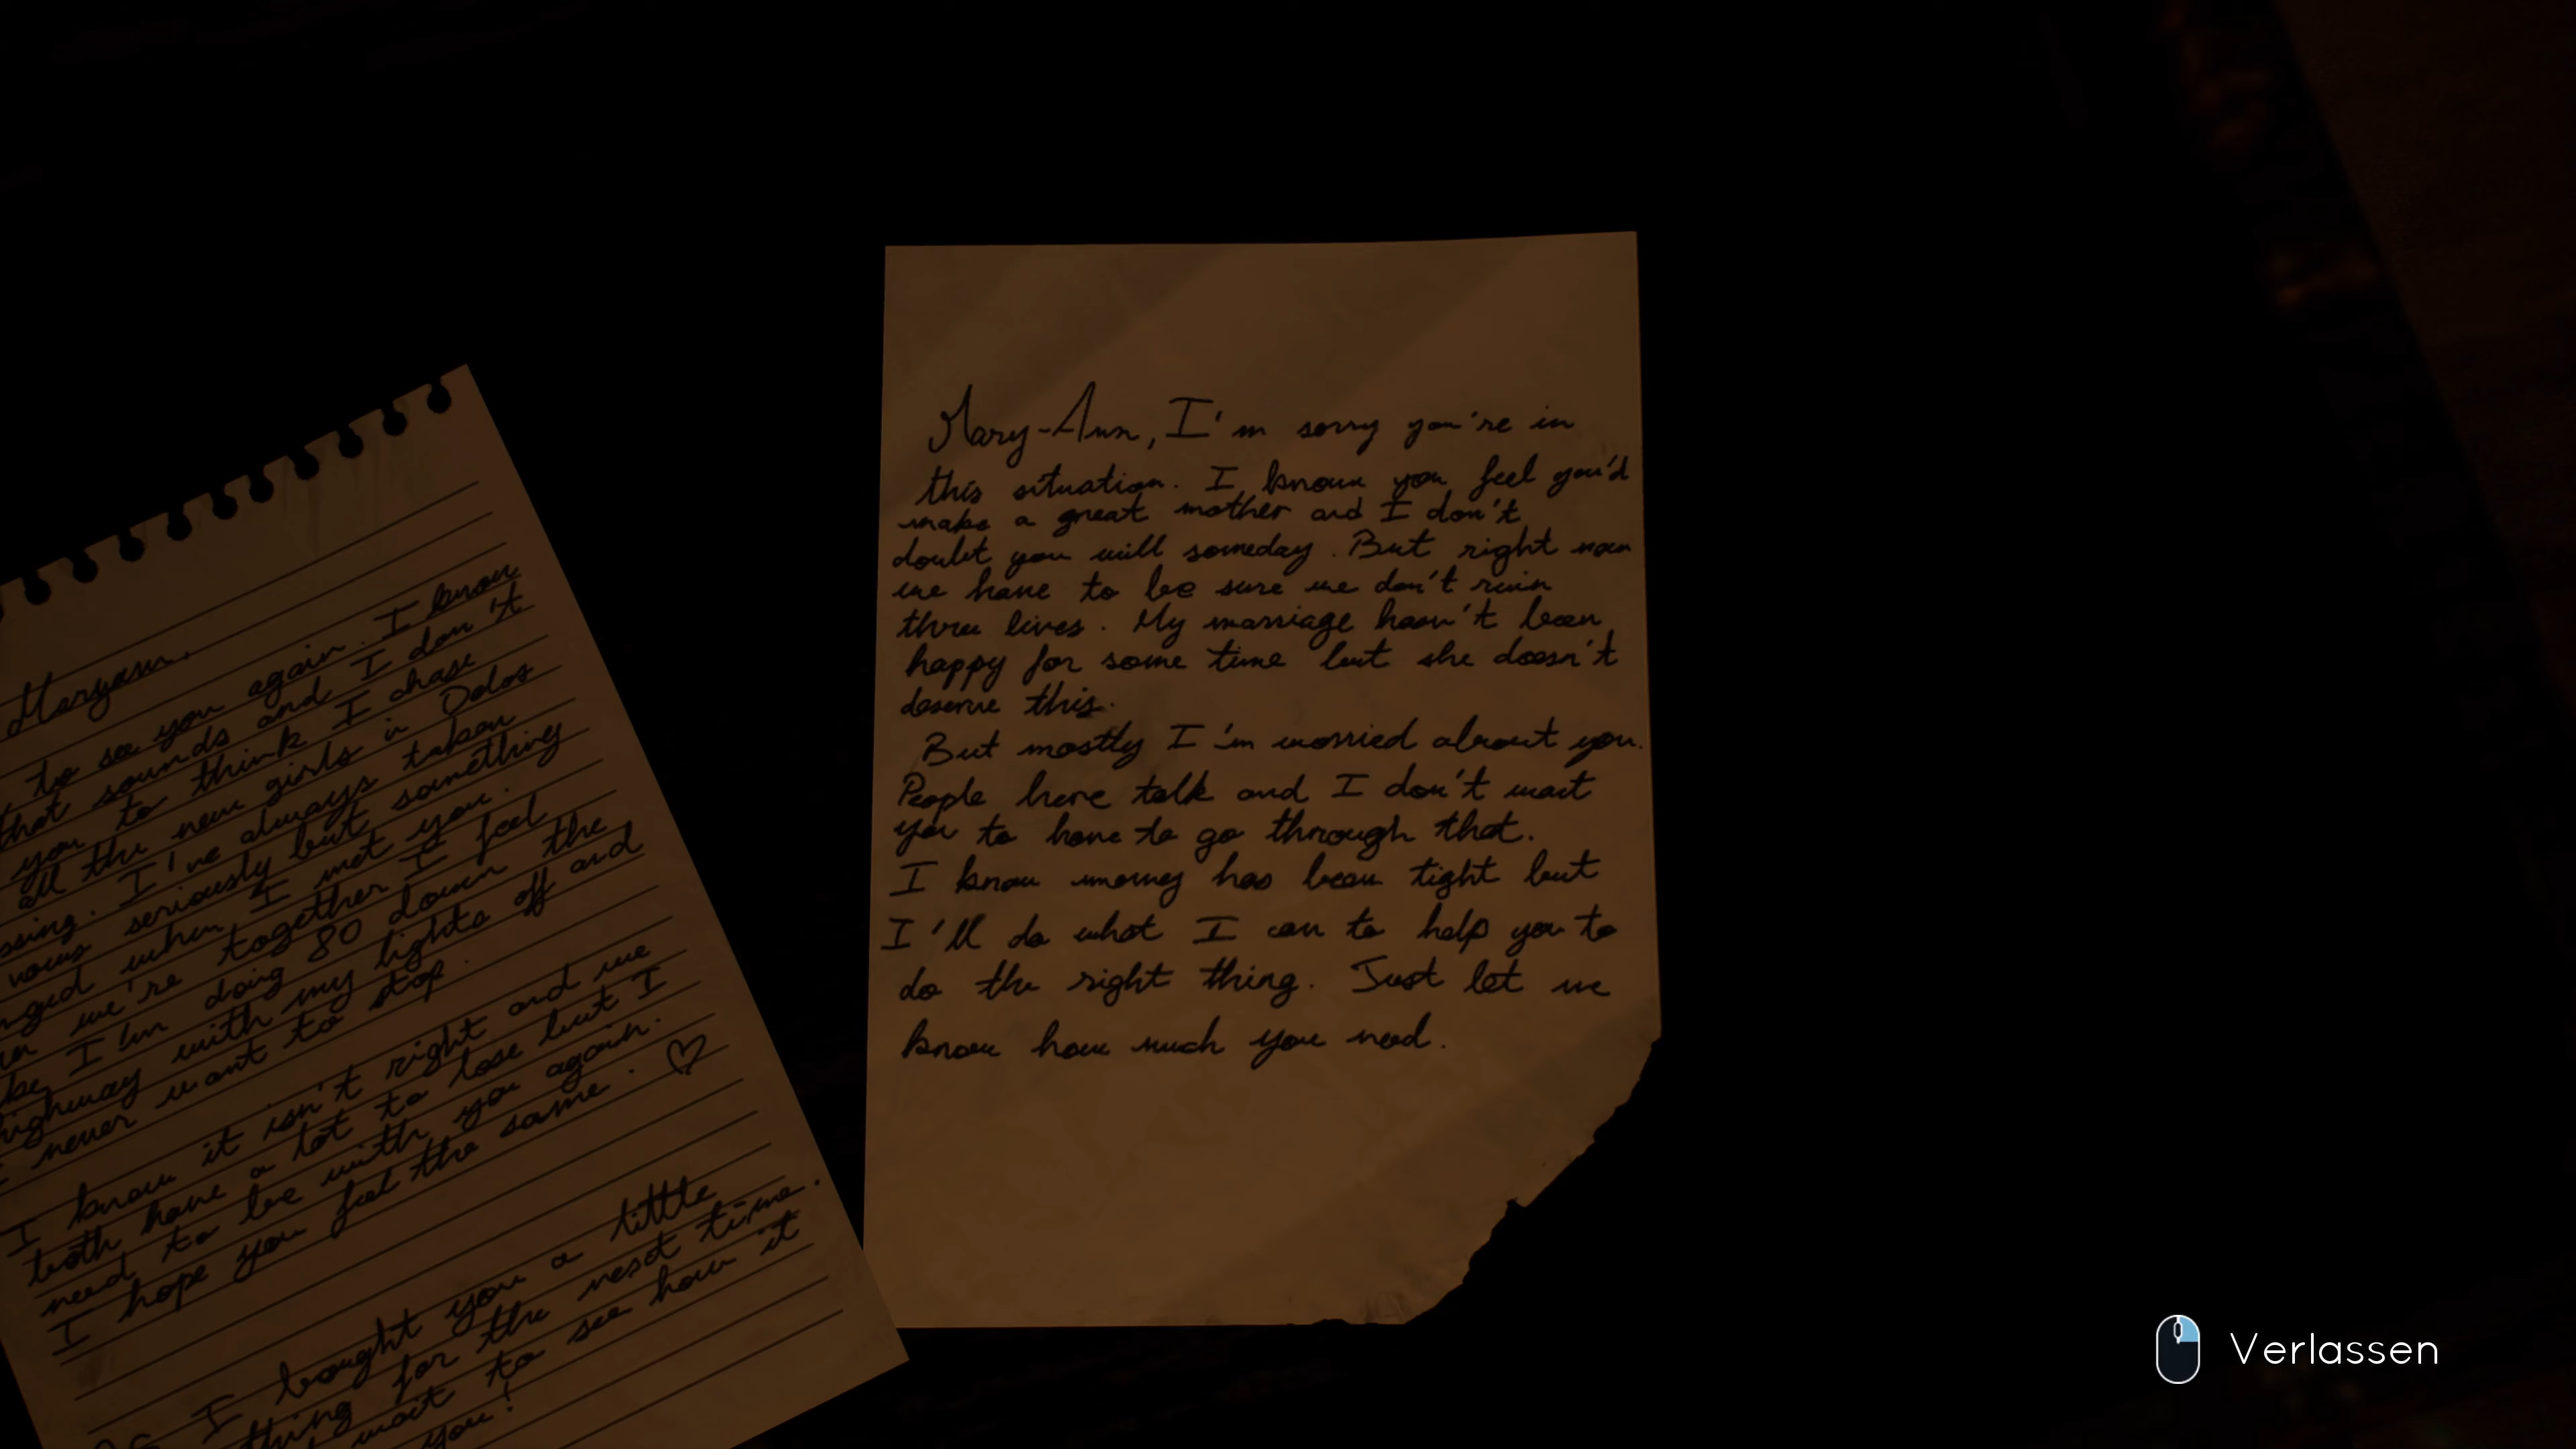 Maryann,
to see you again. I know
that sounds and I don't
you to think I chase
all the new girls in Delos
ssing. I've always taken
vows seriously but something
nged when I met you.
en we're together I feel
ke I'm doing 80 down the
highway with my lights off and
I never want to stop.
I know it isn't right and we
both have a lot to lose but I
need to be with you again.
I hope you feel the same. ♡
I bought you a little
thing for the next time.
wait to see how it
you!
Mary-Ann, I'm sorry you're in
this situation. I know you feel you'd
make a great mother and I don't
doubt you will someday. But right now
we have to be sure we don't ruin
three lives. My marriage hasn't been
happy for some time but she doesn't
deserve this.
But mostly I'm worried about you.
People here talk and I don't want
you to have to go through that.
I know money has been tight but
I'll do what I can to help you to
do the right thing. Just let me
know how much you need.
Verlassen